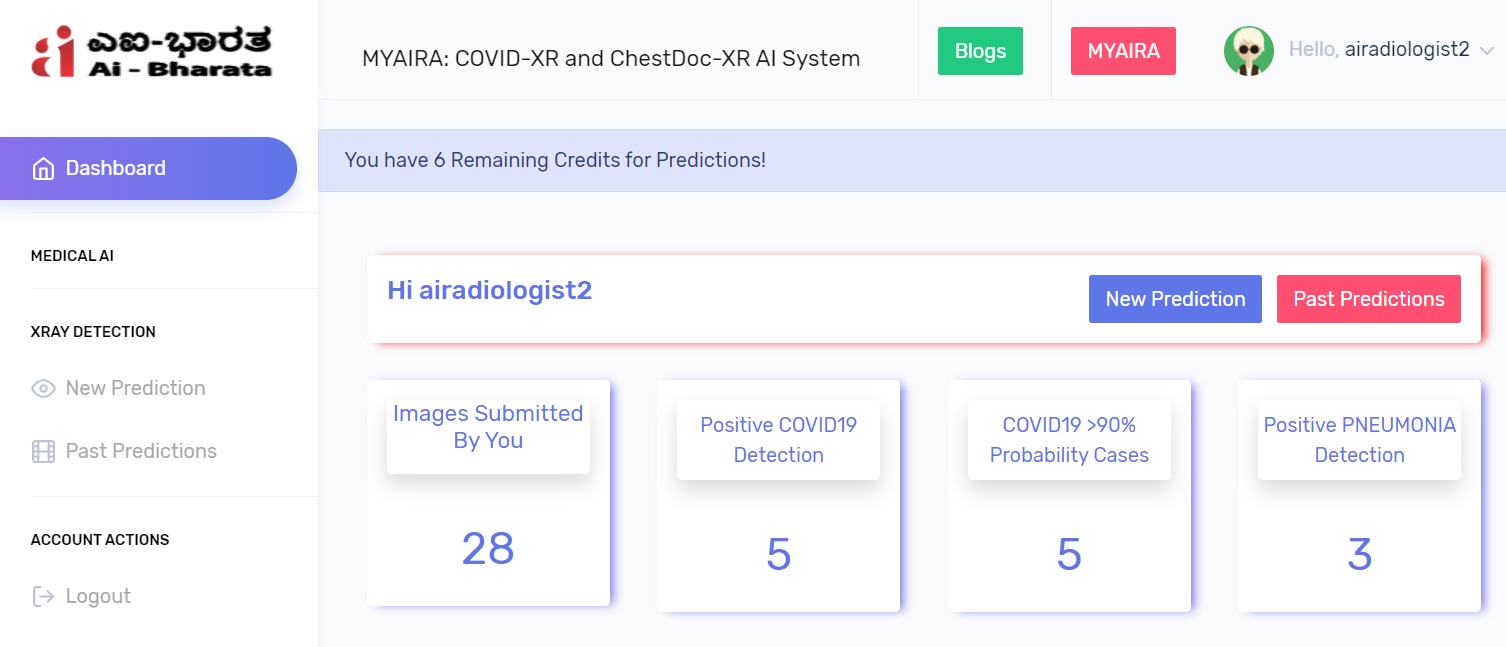 ಎಐ-ಭಾರತ
Ai - Bharata
MYAIRA: COVID-XR and ChestDoc-XR AI System
Blogs
MYAIRA
Hello, airadiologist2
Dashboard
You have 6 Remaining Credits for Predictions!
MEDICAL AI
XRAY DETECTION
New Prediction
Past Predictions
ACCOUNT ACTIONS
Logout
Hi airadiologist2
New Prediction
Past Predictions
Images Submitted
By You
28
Positive COVID19
Detection
5
COVID19 >90%
Probability Cases
5
Positive PNEUMONIA
Detection
3